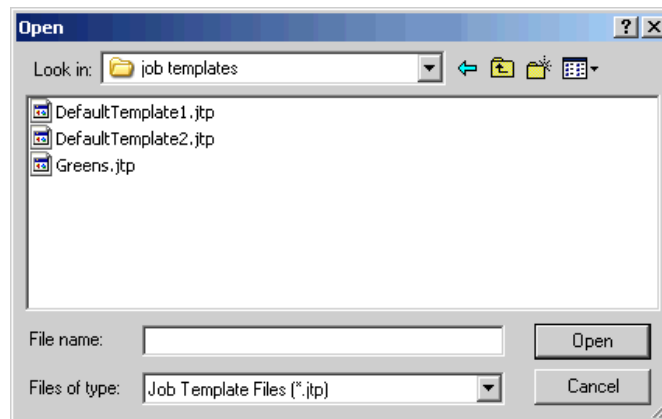 Open
Look in: job templates
DefaultTemplate1.jtp
DefaultTemplate2.jtp
Greens.jtp
File name: Open
Files of type: Job Template Files (*.jtp) Cancel